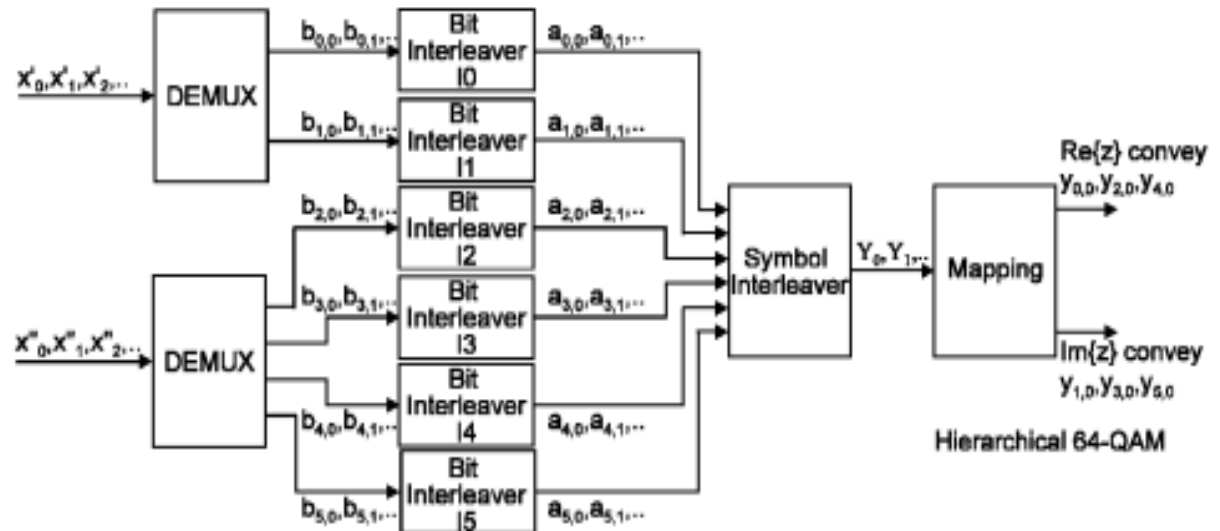 x'₀,x'₁,x'₂,..
DEMUX
b₀,₀,b₀,₁,..
b₁,₀,b₁,₁,..
Bit
Interleaver
I0
a₀,₀,a₀,₁,..
Bit
Interleaver
I1
a₁,₀,a₁,₁,..
x"₀,x"₁,x"₂,..
DEMUX
b₂,₀,b₂,₁,..
Bit
Interleaver
I2
a₂,₀,a₂,₁,..
b₃,₀,b₃,₁,..
Bit
Interleaver
I3
a₃,₀,a₃,₁,..
b₄,₀,b₄,₁,..
Bit
Interleaver
I4
a₄,₀,a₄,₁,..
b₅,₀,b₅,₁,..
Bit
Interleaver
I5
a₅,₀,a₅,₁,..
Symbol
Interleaver
Y₀,Y₁,..
Mapping
Re{z} convey
y₀,₀,y₂,₀,y₄,₀
Im{z} convey
y₁,₀,y₃,₀,y₅,₀
Hierarchical 64-QAM